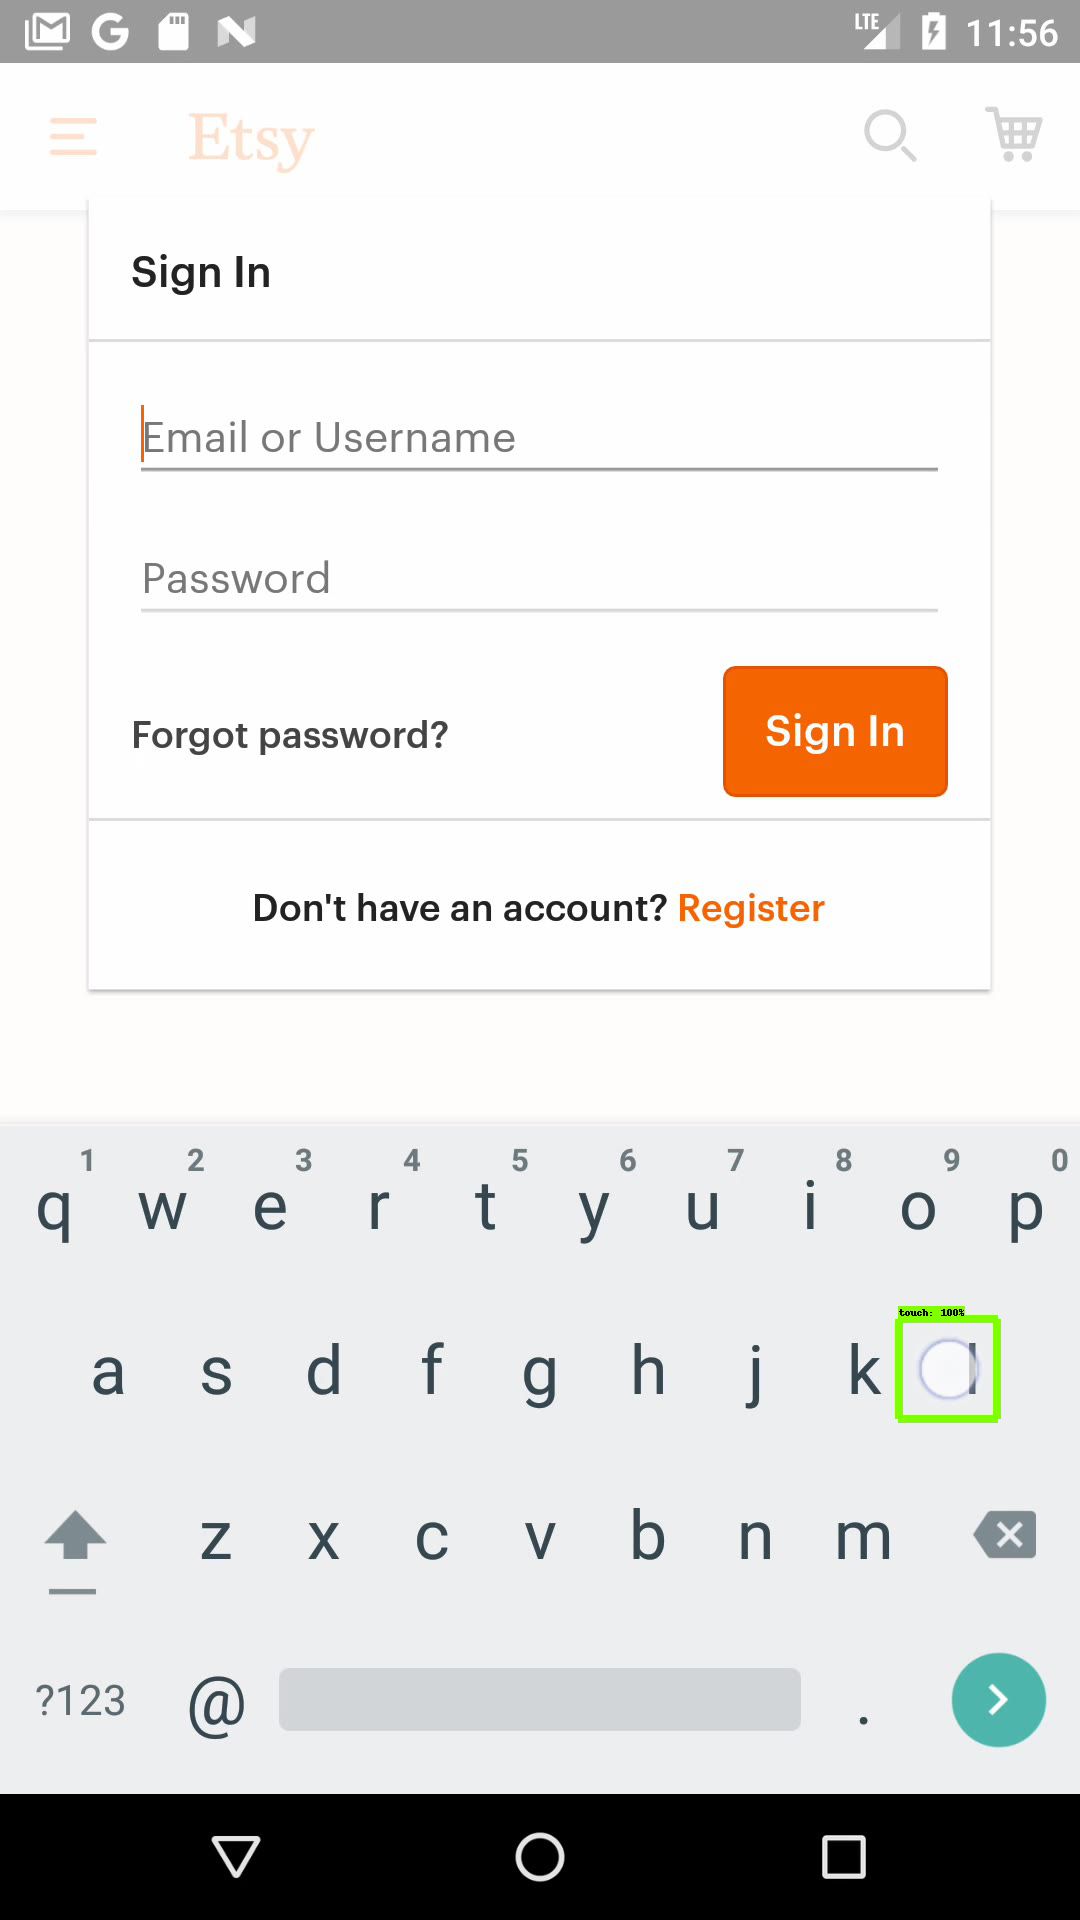 LTE 11:56
Etsy
Sign In
Email or Username
Password
Forgot password?
Sign In
Don't have an account? Register
1 2 3 4 5 6 7 8 9 0
q w e r t y u i o p
touch: 100%
a s d f g h j k l
z x c v b n m
?123 @ .